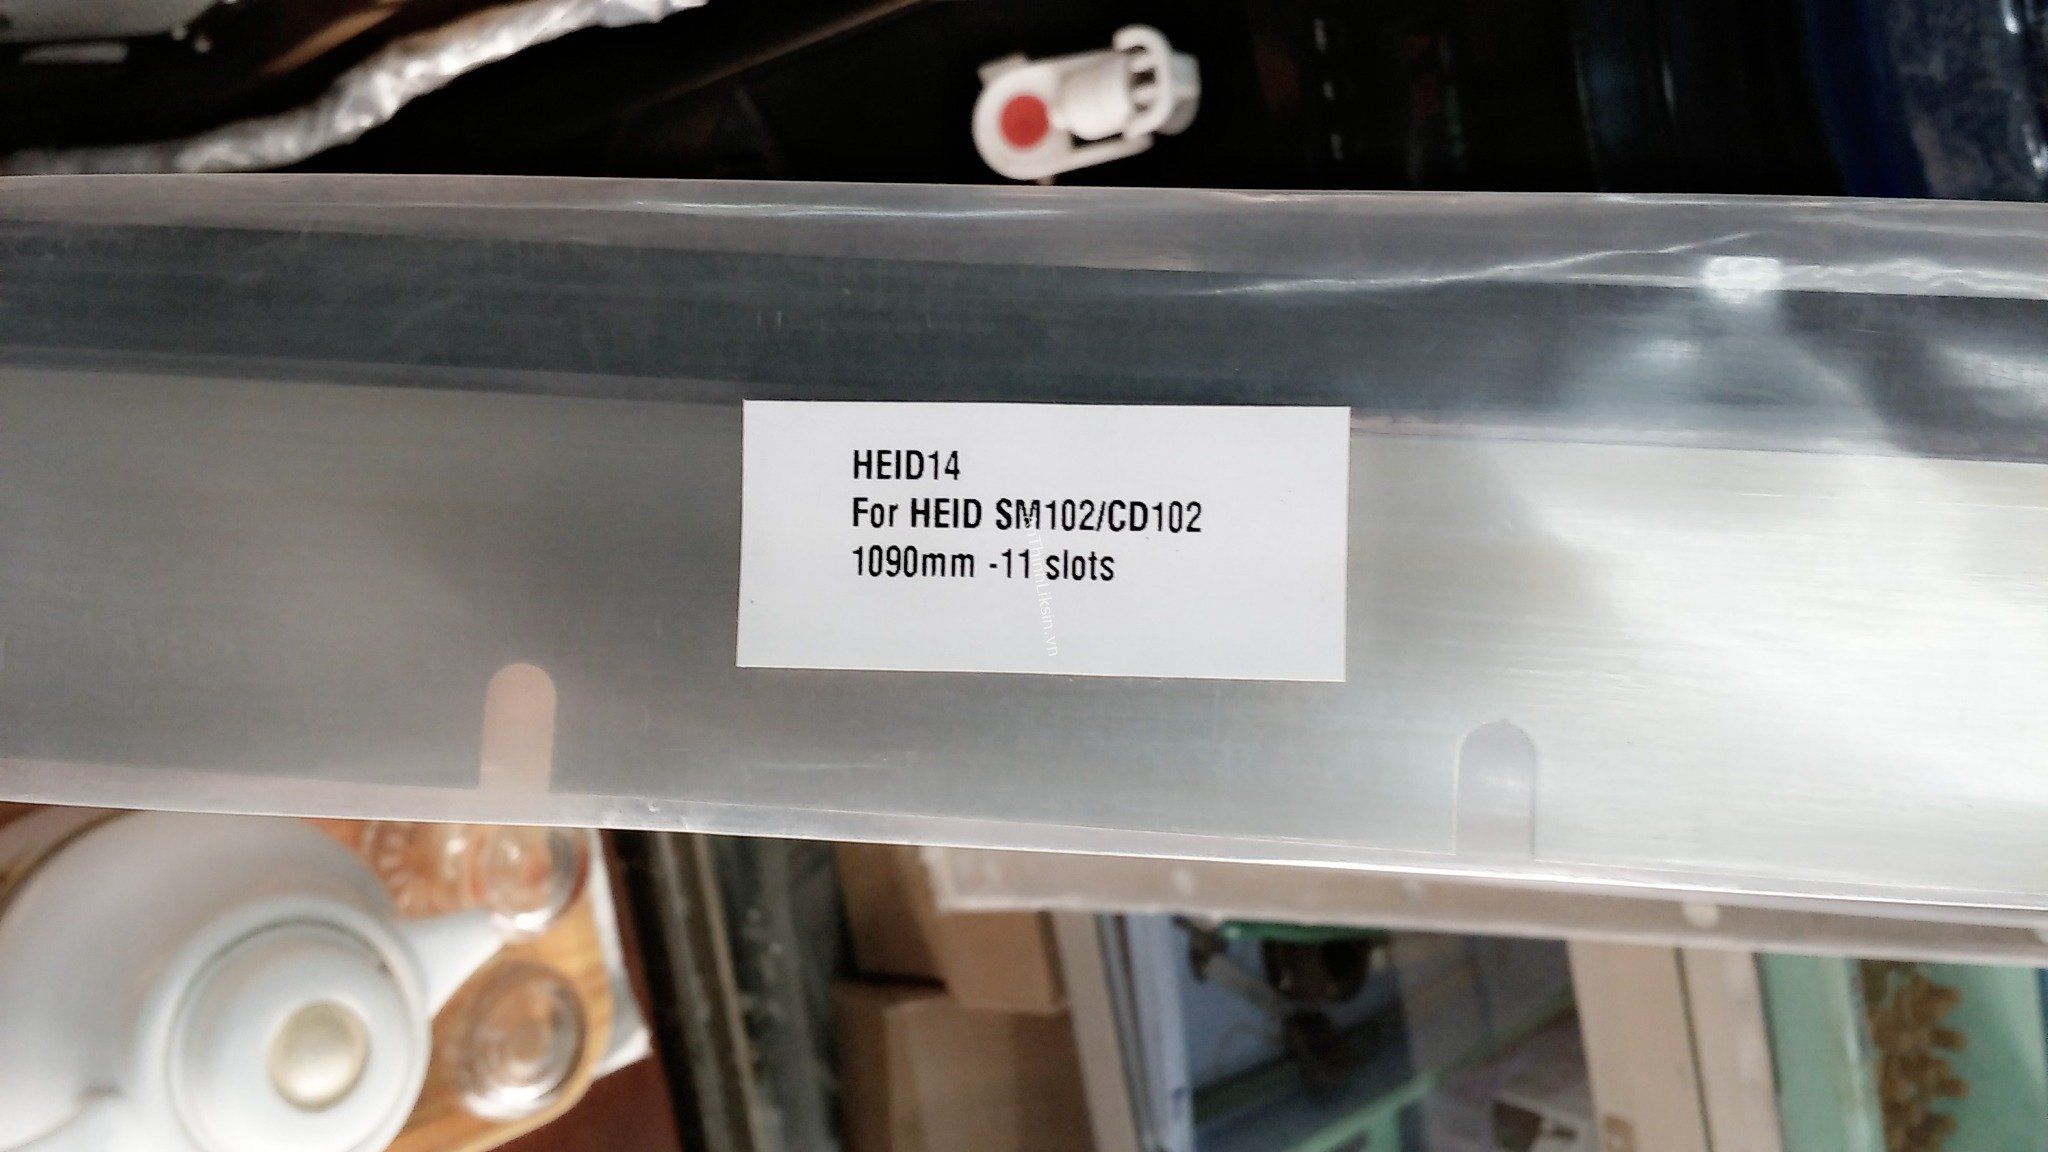 HEID14
For HEID SM102/CD102
1090mm -11 slots